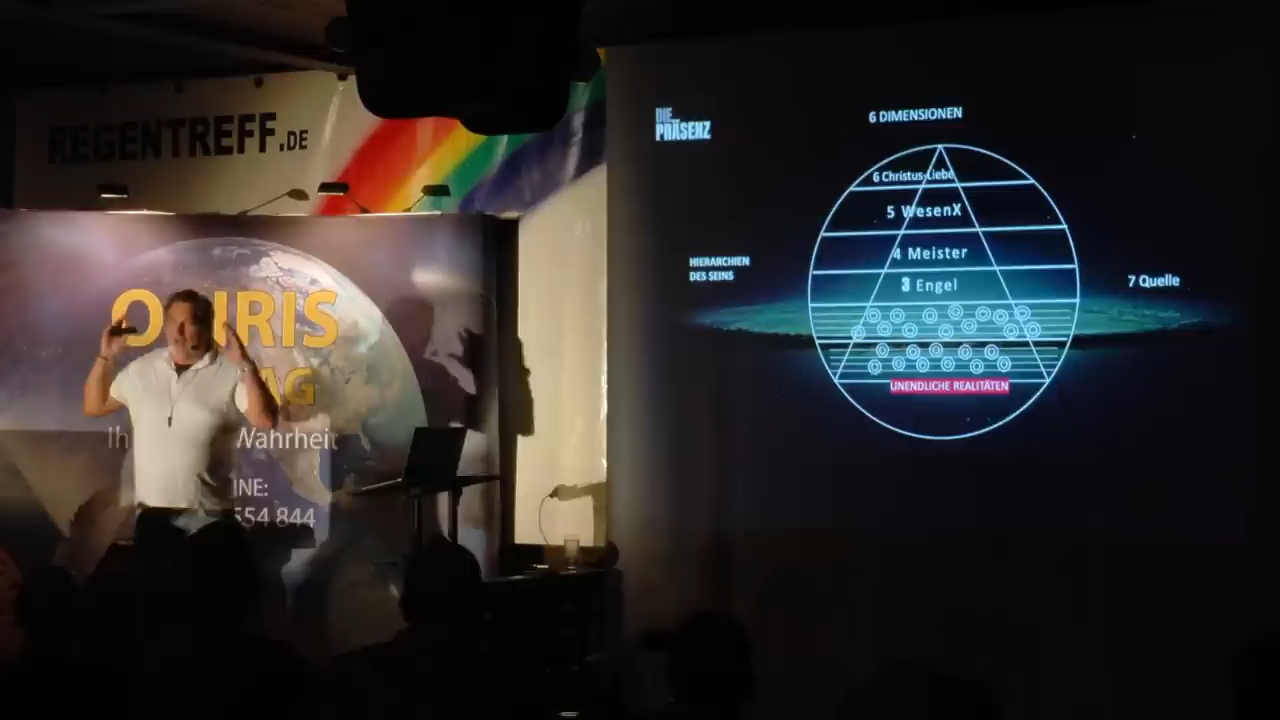 REGENTREFF.DE
O IRIS
AG
Ih Wahrheit
INE:
554 844
DIE
PRÄSENZ
6 DIMENSIONEN
6 Christus-Liebe
5 WesenX
4 Meister
3 Engel
HIERARCHIEN
DES SEINS
7 Quelle
UNENDLICHE REALITÄTEN